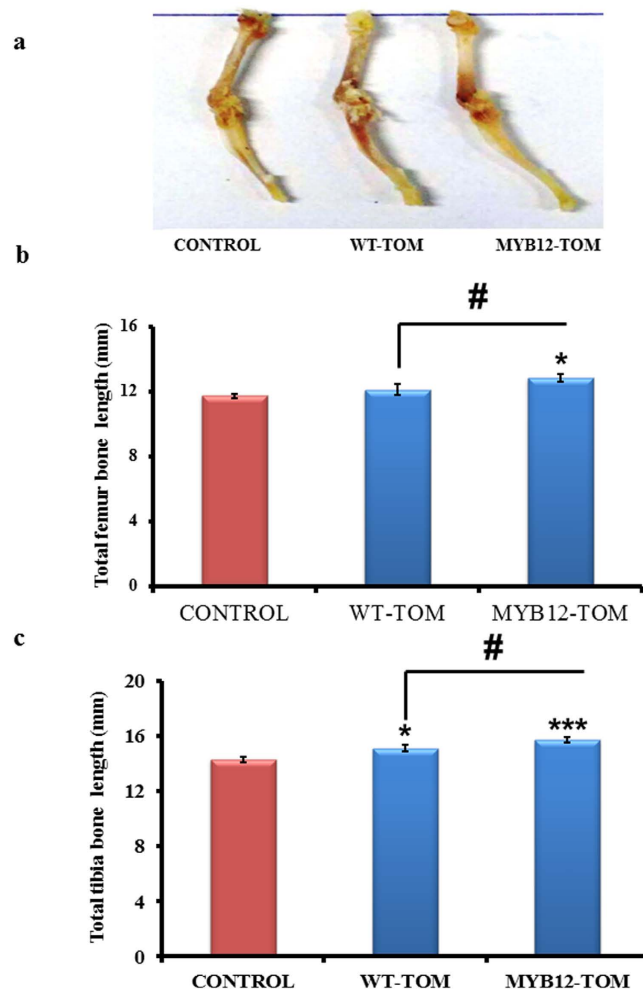 a
CONTROL WT-TOM MYB12-TOM
b
#
*
16
12
8
4
0
Total femur bone length (mm)
CONTROL WT-TOM MYB12-TOM
c
#
*
***
20
16
12
8
4
0
Total tibia bone length (mm)
CONTROL WT-TOM MYB12-TOM